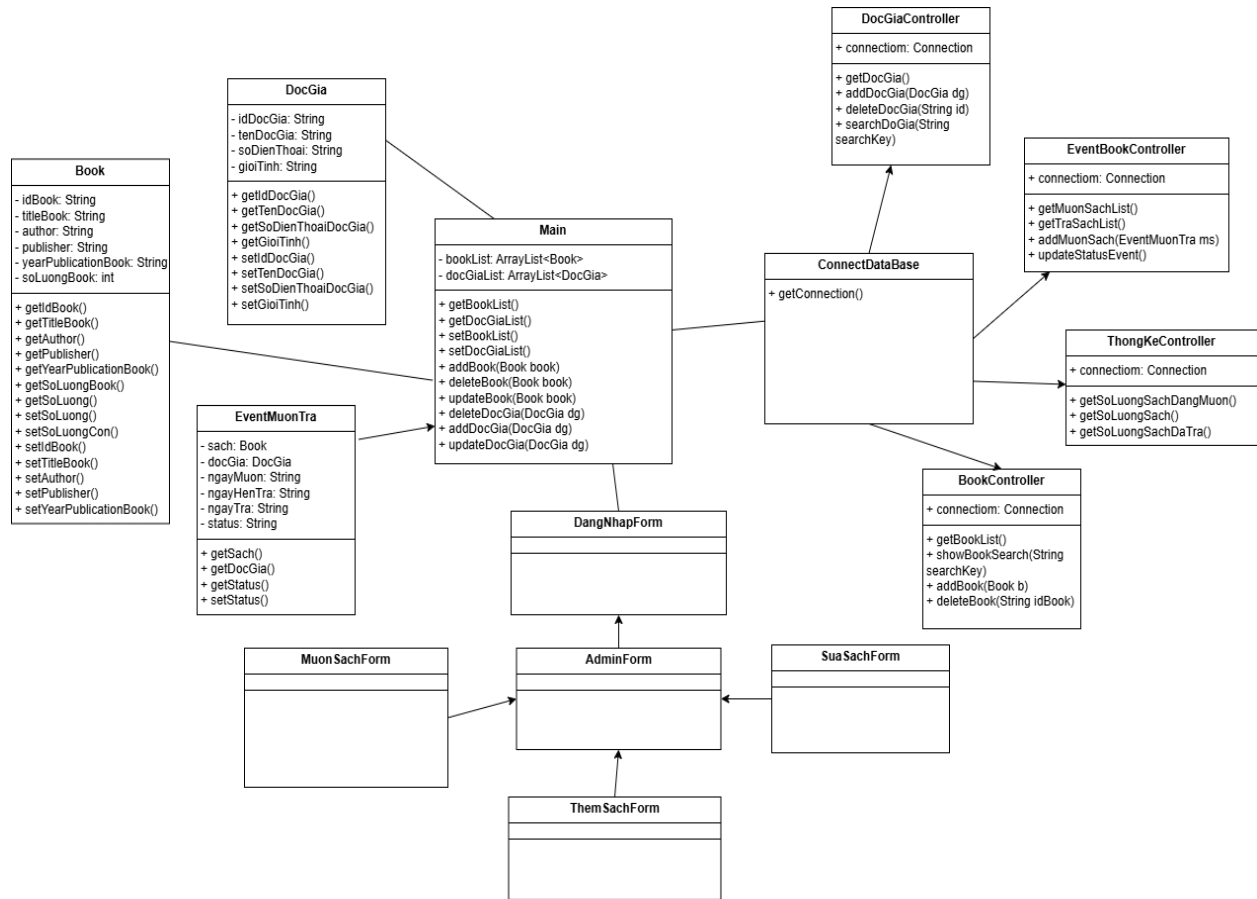 DocGiaController
+ connectiom: Connection
+ getDocGia()
+ addDocGia(DocGia dg)
+ deleteDocGia(String id)
+ searchDoGia(String
searchKey)
DocGia
- idDocGia: String
- tenDocGia: String
- soDienThoai: String
- gioiTinh: String
+ getIdDocGia()
+ getTenDocGia()
+ getSoDienThoaiDocGia()
+ getGioiTinh()
+ setIdDocGia()
+ setTenDocGia()
+ setSoDienThoaiDocGia()
+ setGioiTinh()
EventBookController
+ connectiom: Connection
+ getMuonSachList()
+ getTraSachList()
+ addMuonSach(EventMuonTra ms)
+ updateStatusEvent()
Book
- idBook: String
- titleBook: String
- author: String
- publisher: String
- yearPublicationBook: String
- soLuongBook: int
+ getIdBook()
+ getTitleBook()
+ getAuthor()
+ getPublisher()
+ getYearPublicationBook()
+ getSoLuongBook()
+ getSoLuong()
+ setSoLuong()
+ setSoLuongCon()
+ setIdBook()
+ setTitleBook()
+ setAuthor()
+ setPublisher()
+ setYearPublicationBook()
Main
- bookList: ArrayList<Book>
- docGiaList: ArrayList<DocGia>
+ getBookList()
+ getDocGiaList()
+ setBookList()
+ setDocGiaList()
+ addBook(Book book)
+ deleteBook(Book book)
+ updateBook(Book book)
+ deleteDocGia(DocGia dg)
+ addDocGia(DocGia dg)
+ updateDocGia(DocGia dg)
ConnectDataBase
+ getConnection()
ThongKeController
+ connectiom: Connection
+ getSoLuongSachDangMuon()
+ getSoLuongSach()
+ getSoLuongSachDaTra()
EventMuonTra
- sach: Book
- docGia: DocGia
- ngayMuon: String
- ngayHenTra: String
- ngayTra: String
- status: String
+ getSach()
+ getDocGia()
+ getStatus()
+ setStatus()
BookController
+ connectiom: Connection
+ getBookList()
+ showBookSearch(String
searchKey)
+ addBook(Book b)
+ deleteBook(String idBook)
DangNhapForm
MuonSachForm
AdminForm
SuaSachForm
ThemSachForm